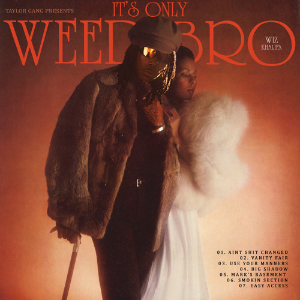 TAYLOR GANG PRESENTS
IT'S ONLY
WEED BRO
WIZ
KHALIFA
01. AINT SHIT CHANGED
02. VANITY FAIR
03. USE YOUR MANNERS
04. BIG SHADOW
05. MARK'S BASEMENT
06. SMOKIN SECTION
07. EASY ACCESS